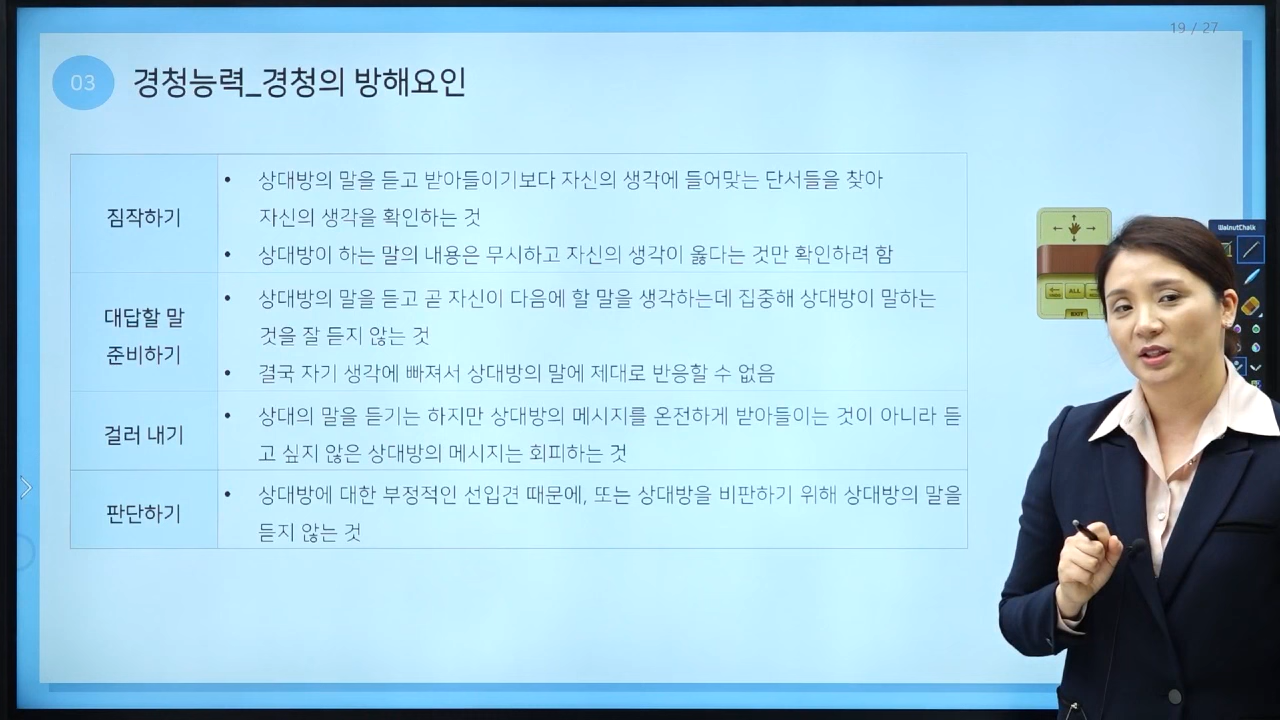 19 / 27
03 경청능력_경청의 방해요인
짐작하기
• 상대방의 말을 듣고 받아들이기보다 자신의 생각에 들어맞는 단서들을 찾아
자신의 생각을 확인하는 것
• 상대방이 하는 말의 내용은 무시하고 자신의 생각이 옳다는 것만 확인하려 함
대답할 말
준비하기
• 상대방의 말을 듣고 곧 자신이 다음에 할 말을 생각하는데 집중해 상대방이 말하는
것을 잘 듣지 않는 것
• 결국 자기 생각에 빠져서 상대방의 말에 제대로 반응할 수 없음
걸러 내기
• 상대의 말을 듣기는 하지만 상대방의 메시지를 온전하게 받아들이는 것이 아니라 듣
고 싶지 않은 상대방의 메시지는 회피하는 것
판단하기
• 상대방에 대한 부정적인 선입견 때문에, 또는 상대방을 비판하기 위해 상대방의 말을
듣지 않는 것
ALL
EXIT
WalnutChalk